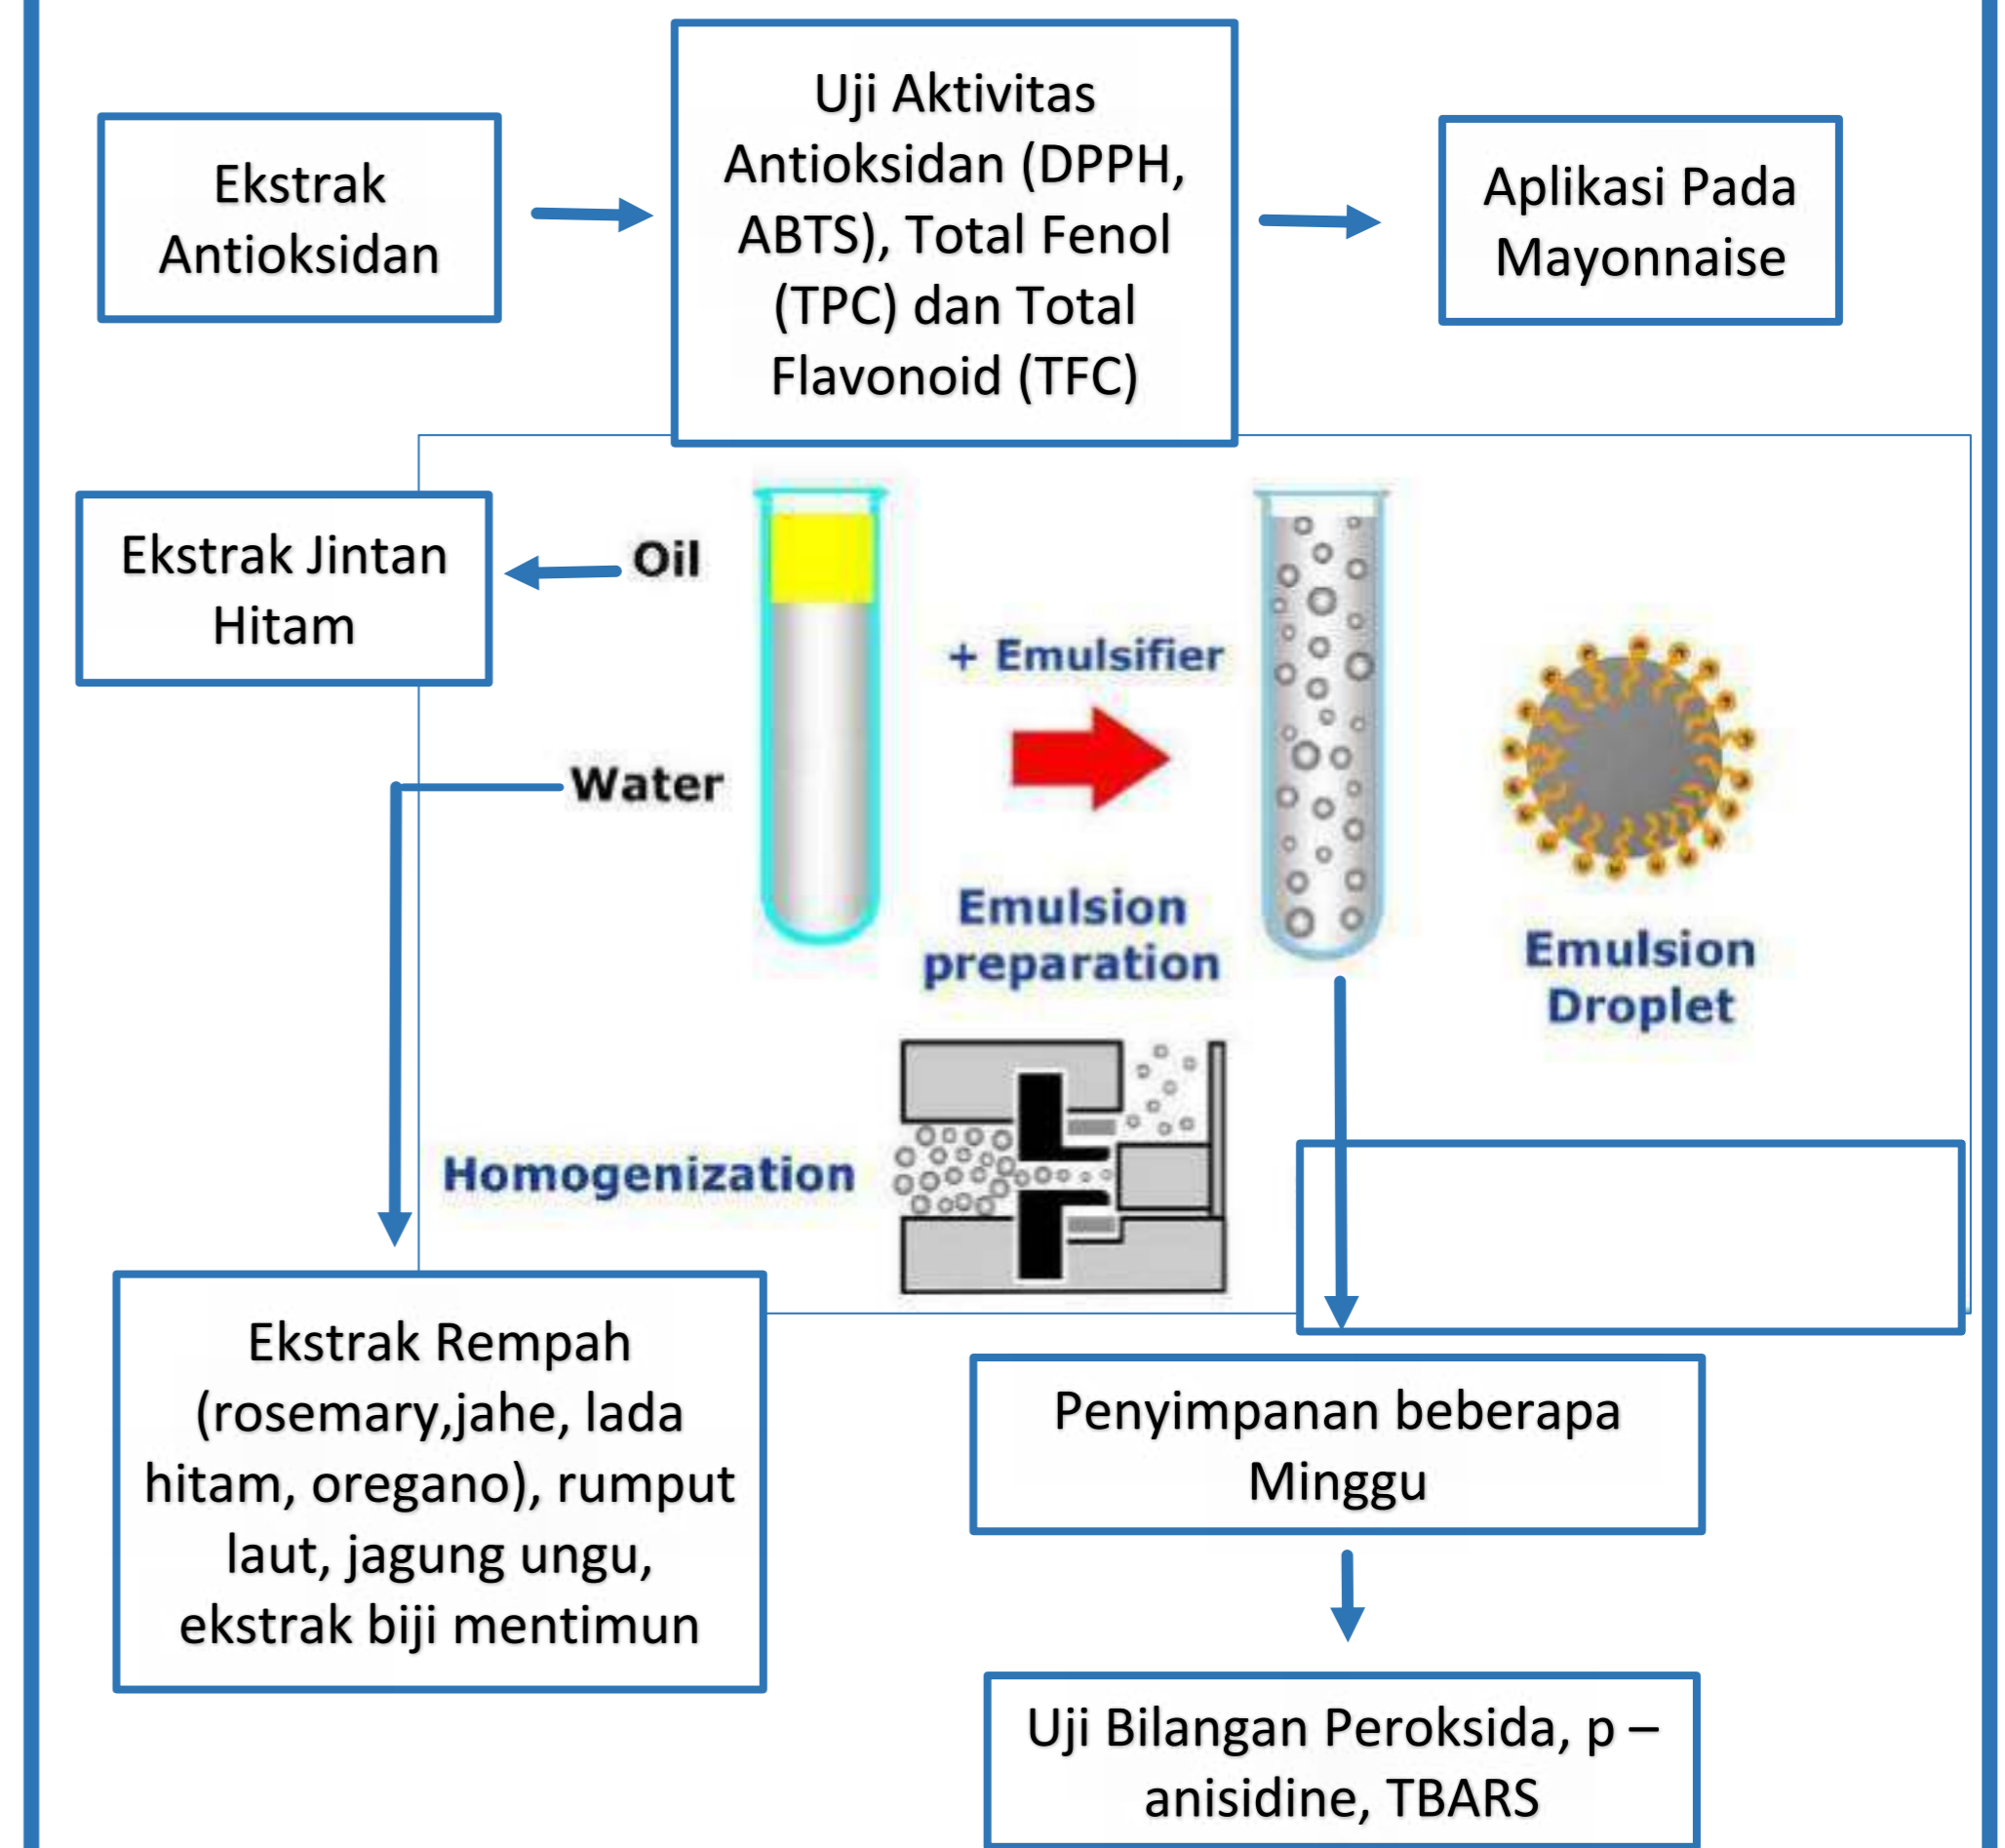 Ekstrak
Antioksidan
Uji Aktivitas
Antioksidan (DPPH,
ABTS), Total Fenol
(TPC) dan Total
Flavonoid (TFC)
Aplikasi Pada
Mayonnaise
Ekstrak Jintan
Hitam
Oil
Water
+ Emulsifier
Emulsion
preparation
Emulsion
Droplet
Homogenization
Ekstrak Rempah
(rosemary,jahe, lada
hitam, oregano), rumput
laut, jagung ungu,
ekstrak biji mentimun
Penyimpanan beberapa
Minggu
Uji Bilangan Peroksida, p –
anisidine, TBARS